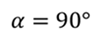 α = 90°